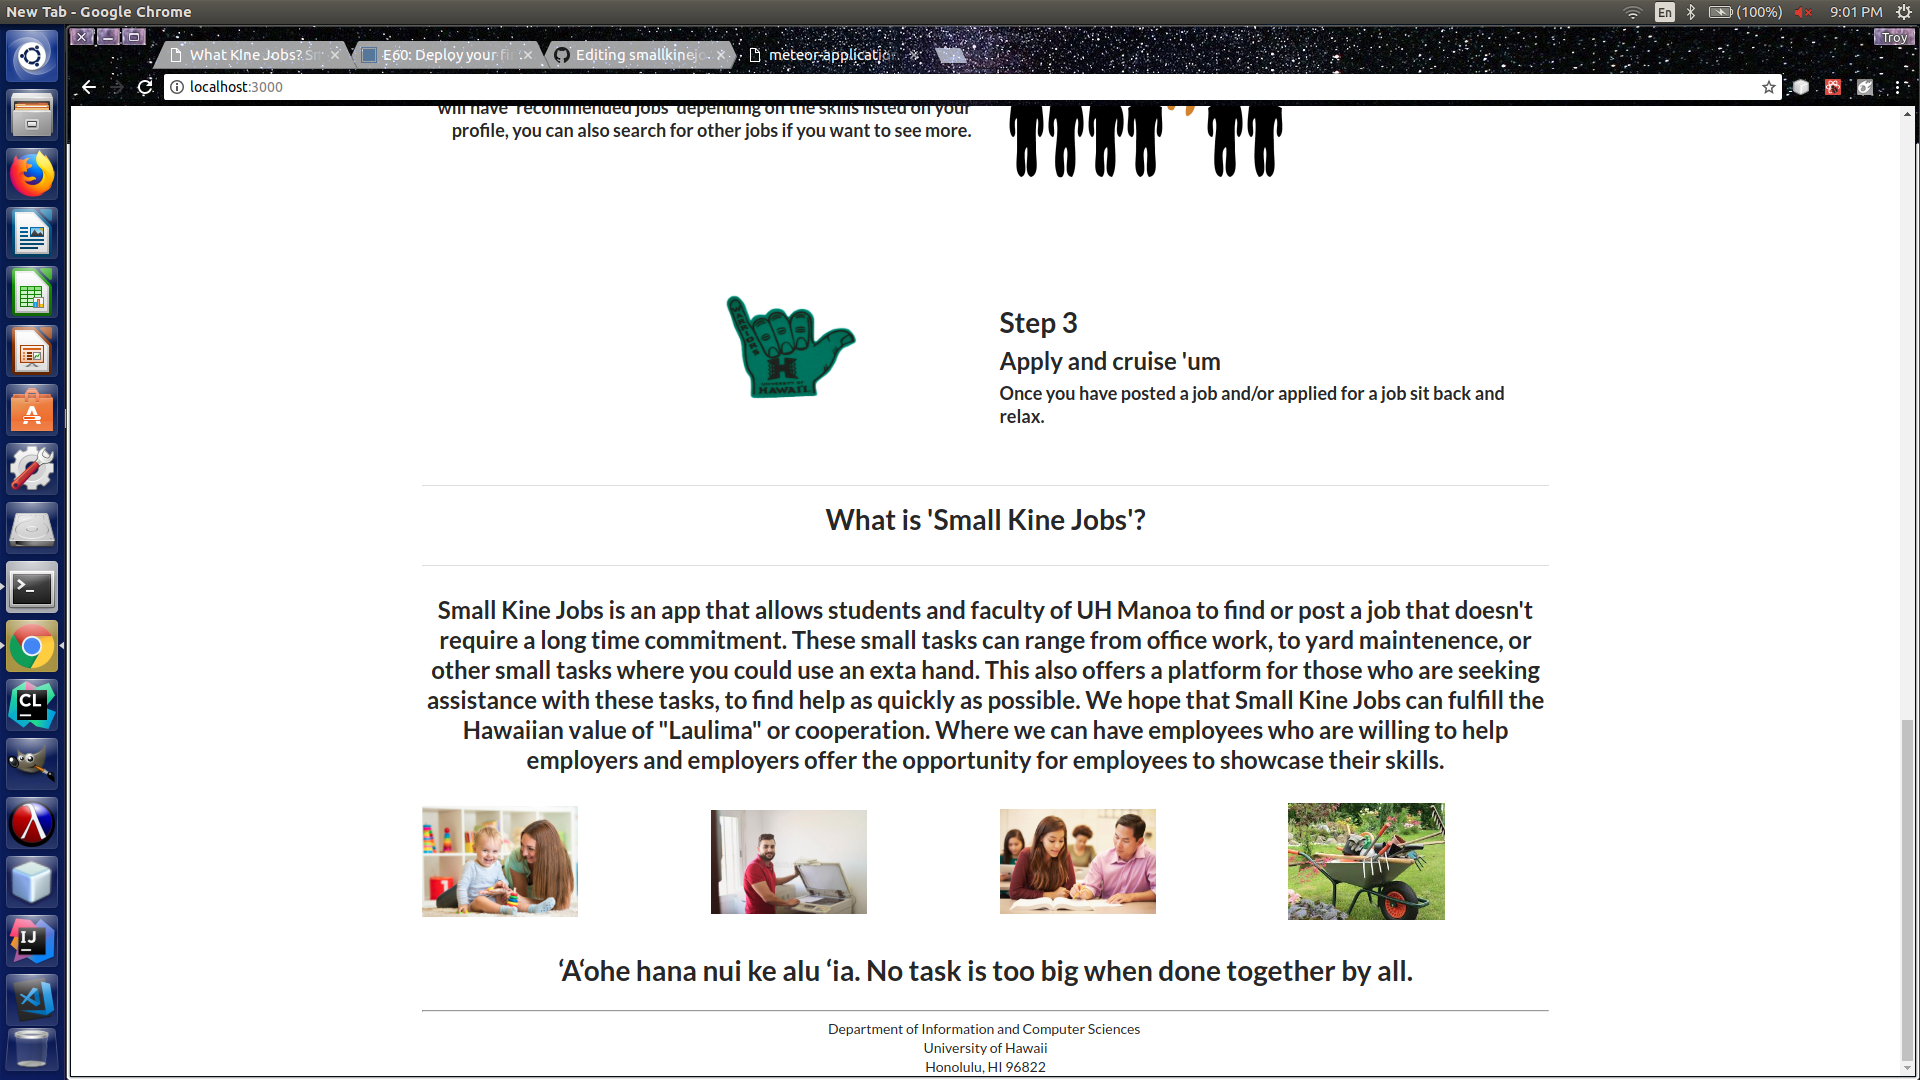 New Tab - Google Chrome
En
(100%)
9:01 PM
Troy
What KIne Jobs? Sm
E60: Deploy your fi
Editing smallkinejo
meteor-application
localhost:3000
will have 'recommended jobs' depending on the skills listed on your
profile, you can also search for other jobs if you want to see more.
UNIVERSITY OF
HAWAI'I
Step 3
Apply and cruise 'um
Once you have posted a job and/or applied for a job sit back and
relax.
What is 'Small Kine Jobs'?
Small Kine Jobs is an app that allows students and faculty of UH Manoa to find or post a job that doesn't
require a long time commitment. These small tasks can range from office work, to yard maintenence, or
other small tasks where you could use an exta hand. This also offers a platform for those who are seeking
assistance with these tasks, to find help as quickly as possible. We hope that Small Kine Jobs can fulfill the
Hawaiian value of "Laulima" or cooperation. Where we can have employees who are willing to help
employers and employers offer the opportunity for employees to showcase their skills.
‘A‘ohe hana nui ke alu ‘ia. No task is too big when done together by all.
Department of Information and Computer Sciences
University of Hawaii
Honolulu, HI 96822
CL
IJ